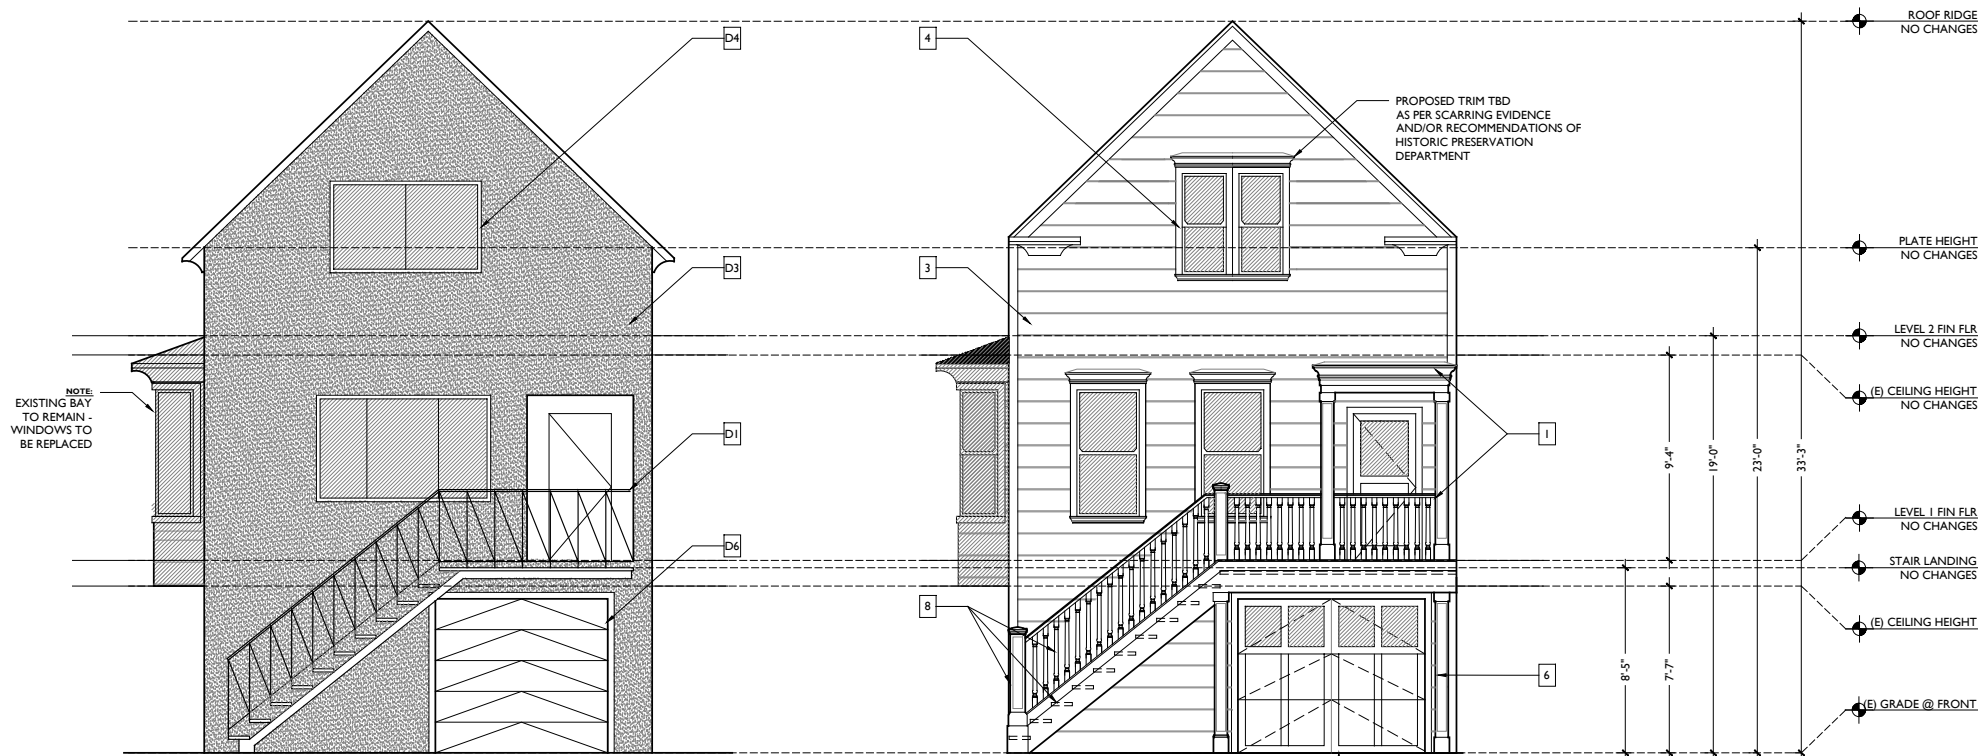 D4
4
ROOF RIDGE
NO CHANGES
PROPOSED TRIM TBD
AS PER SCARRING EVIDENCE
AND/OR RECOMMENDATIONS OF
HISTORIC PRESERVATION
DEPARTMENT
PLATE HEIGHT
NO CHANGES
D3
3
LEVEL 2 FIN FLR
NO CHANGES
NOTE:
EXISTING BAY
TO REMAIN -
WINDOWS TO
BE REPLACED
(E) CEILING HEIGHT
NO CHANGES
D1
1
9'-4"
19'-0"
23'-0"
33'-3"
LEVEL 1 FIN FLR
NO CHANGES
D6
STAIR LANDING
NO CHANGES
8
(E) CEILING HEIGHT
6
8'-5"
7'-7"
(E) GRADE @ FRONT